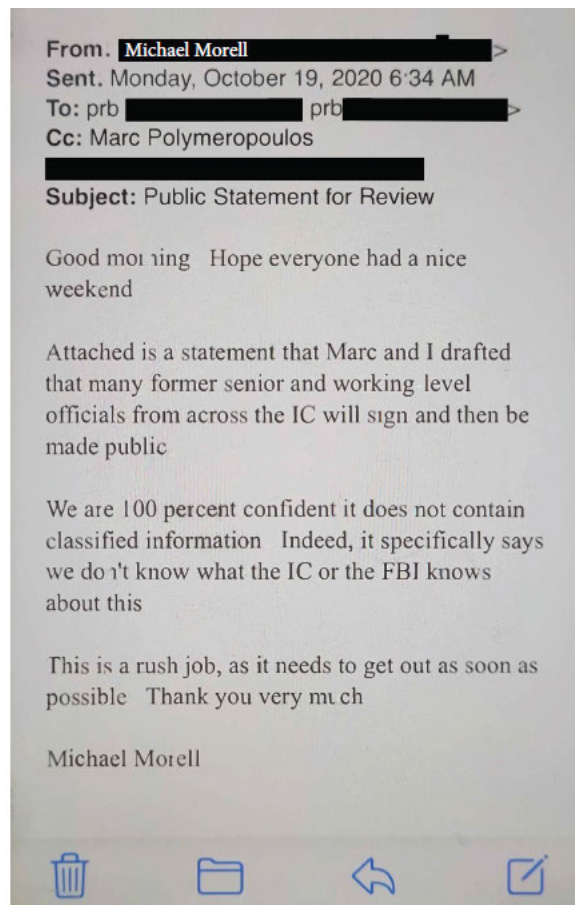 From. Michael Morell >
Sent. Monday, October 19, 2020 6:34 AM
To: prb prb >
Cc: Marc Polymeropoulos
Subject: Public Statement for Review
Good morning Hope everyone had a nice
weekend
Attached is a statement that Marc and I drafted
that many former senior and working level
officials from across the IC will sign and then be
made public
We are 100 percent confident it does not contain
classified information Indeed, it specifically says
we don't know what the IC or the FBI knows
about this
This is a rush job, as it needs to get out as soon as
possible Thank you very much
Michael Morell